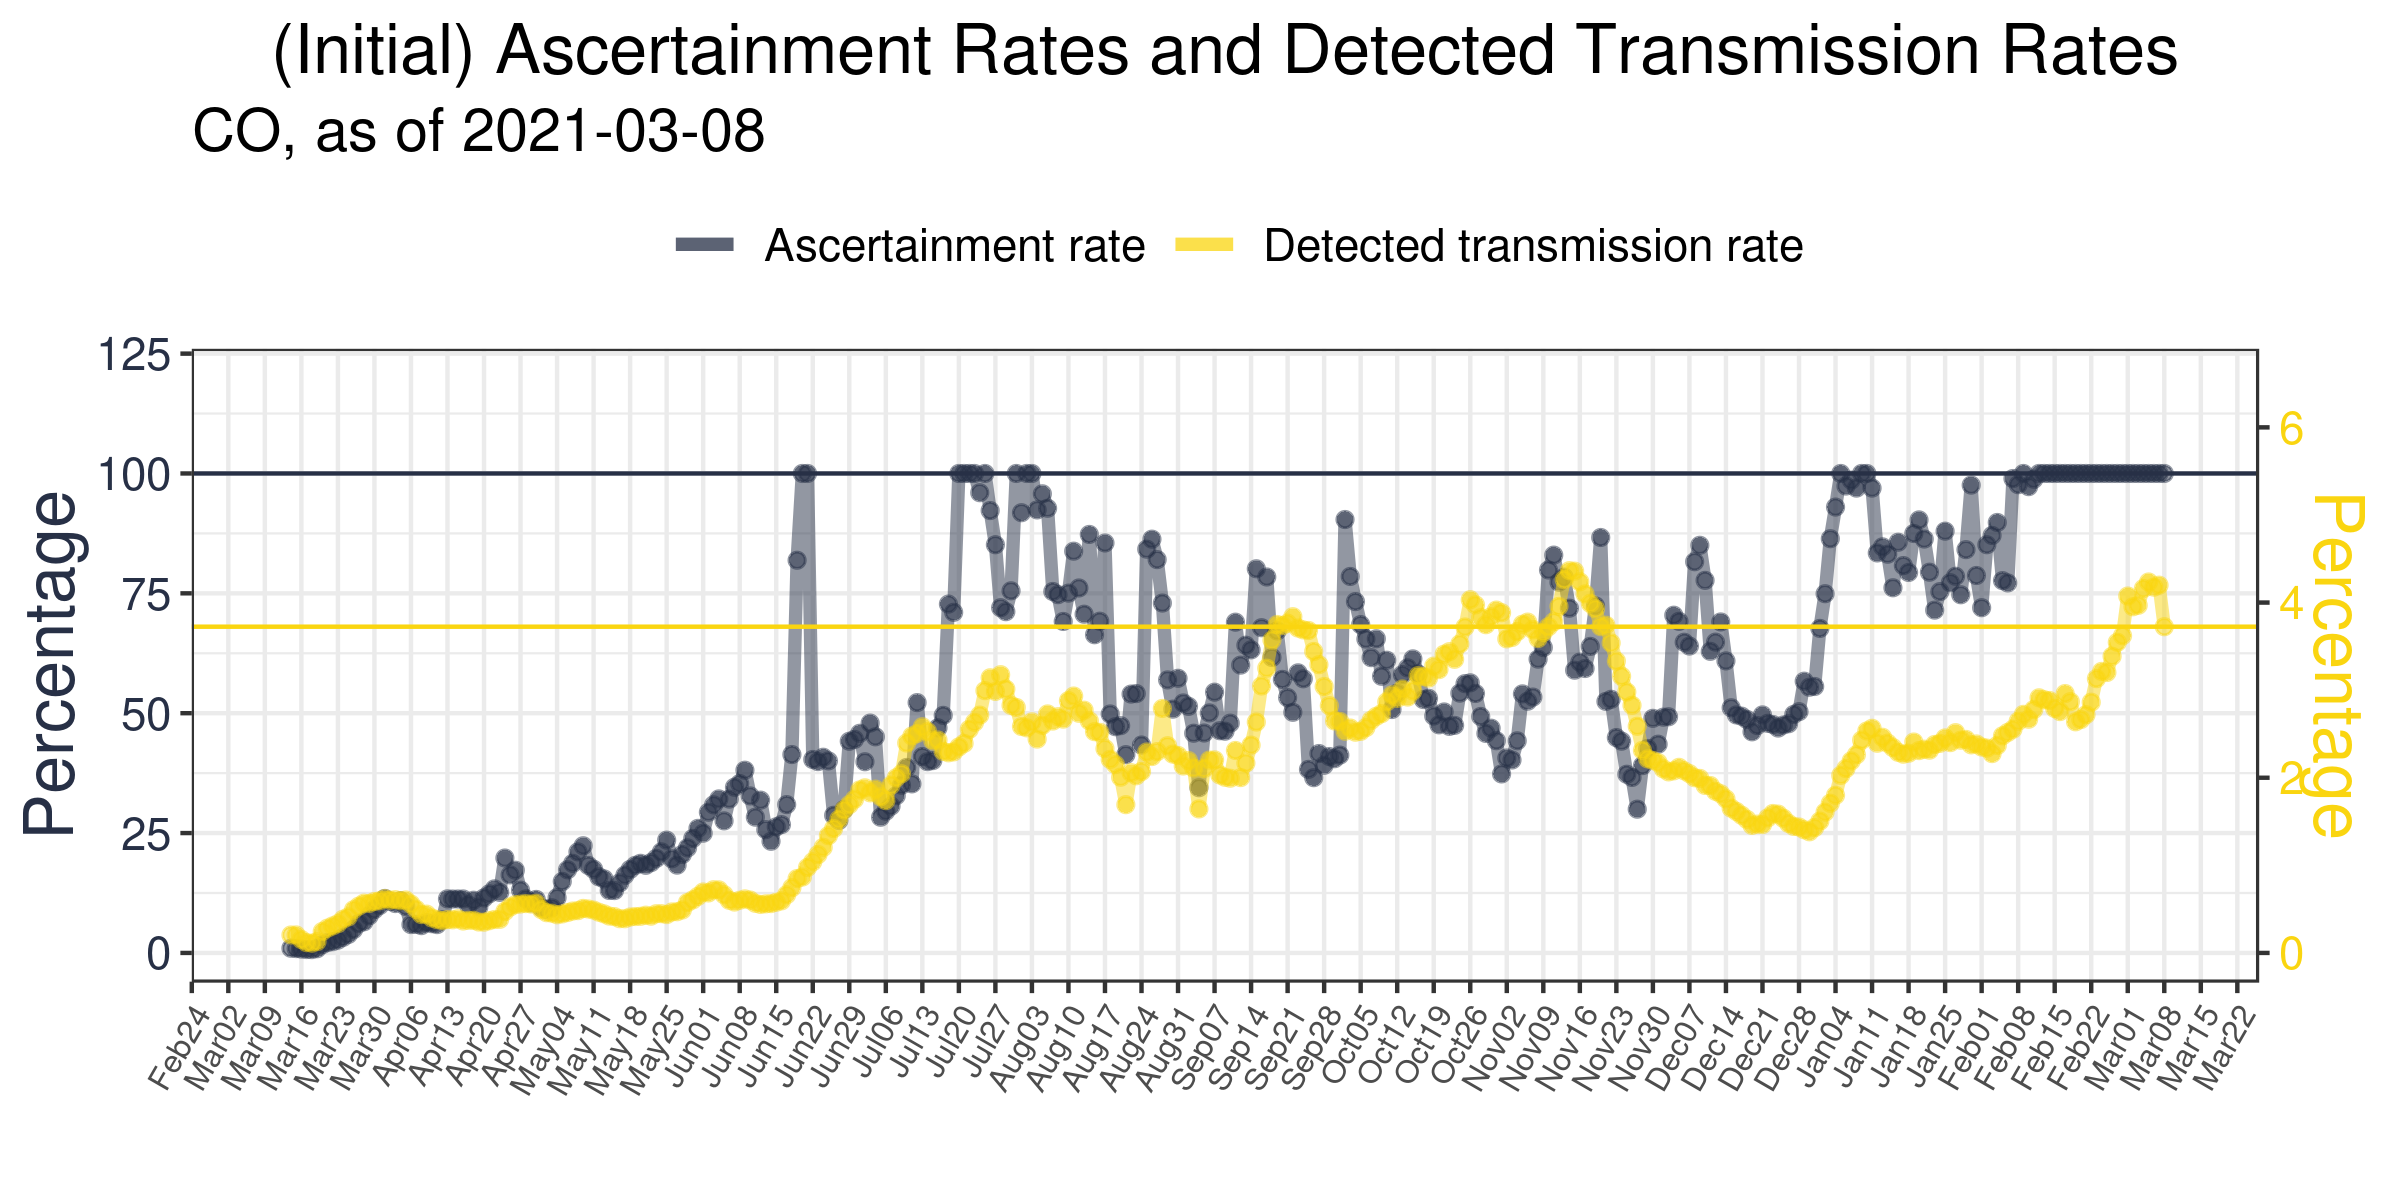 (Initial) Ascertainment Rates and Detected Transmission Rates
CO, as of 2021-03-08
Ascertainment rate
Detected transmission rate
Percentage
125
100
75
50
25
0
6
4
2
0
Percentage
Feb24
Mar02
Mar09
Mar16
Mar23
Mar30
Apr06
Apr13
Apr20
Apr27
May04
May11
May18
May25
Jun01
Jun08
Jun15
Jun22
Jun29
Jul06
Jul13
Jul20
Jul27
Aug03
Aug10
Aug17
Aug24
Aug31
Sep07
Sep14
Sep21
Sep28
Oct05
Oct12
Oct19
Oct26
Nov02
Nov09
Nov16
Nov23
Nov30
Dec07
Dec14
Dec21
Dec28
Jan04
Jan11
Jan18
Jan25
Feb01
Feb08
Feb15
Feb22
Mar01
Mar08
Mar15
Mar22